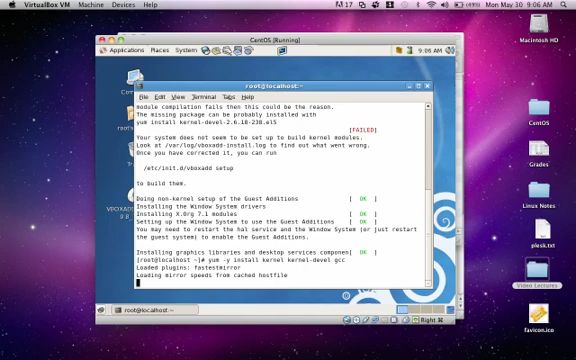 VirtualBox VM Machine Devices Help
17
(49%) Mon May 30 9:06 AM
CentOS [Running]
Applications Places System
9:06 AM
Macintosh HD
root@localhost:~
File Edit View Terminal Tabs Help
module compilation fails then this could be the reason.
The missing package can be probably installed with
yum install kernel-devel-2.6.18-238.el5
[FAILED]
Your system does not seem to be set up to build kernel modules.
Look at /var/log/vboxadd-install.log to find out what went wrong.
Once you have corrected it, you can run
/etc/init.d/vboxadd setup
to build them.
Doing non-kernel setup of the Guest Additions [ OK ]
Installing the Window System drivers
Installing X.Org 7.1 modules [ OK ]
Setting up the Window System to use the Guest Additions [ OK ]
You may need to restart the hal service and the Window System (or just restart
the guest system) to enable the Guest Additions.
Installing graphics libraries and desktop services componen[ OK ]
[root@localhost ~]# yum -y install kernel kernel-devel gcc
Loaded plugins: fastestmirror
Loading mirror speeds from cached hostfile
CentOS
Grades
Linux Notes
plesk.txt
Video Lectures
favicon.ico
root@localhost:~
Right ⌘